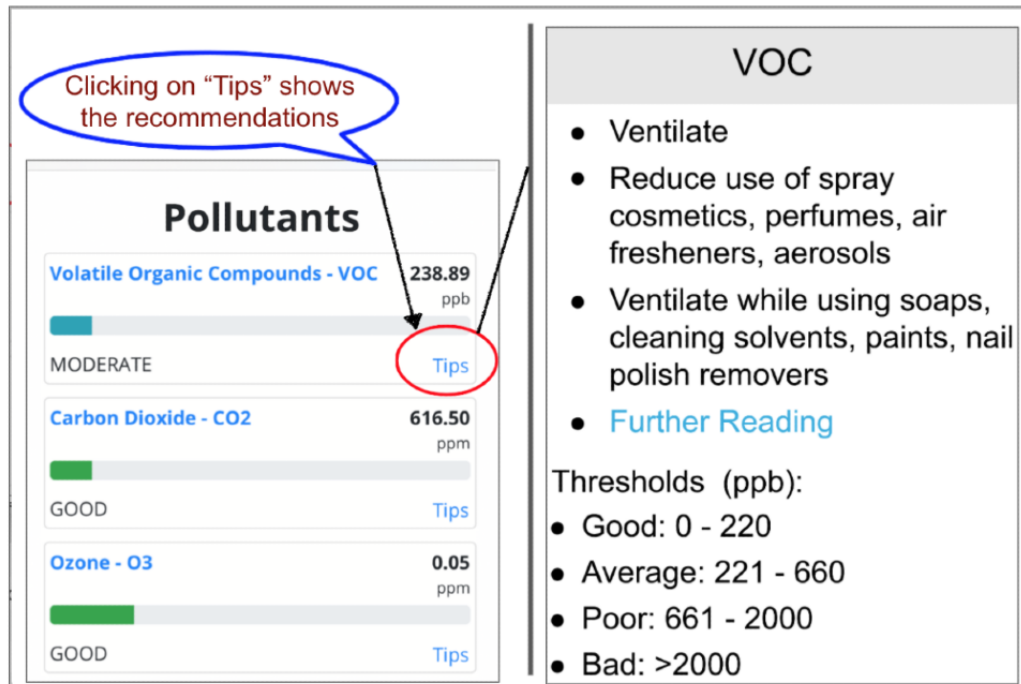 Clicking on “Tips” shows
the recommendations
Pollutants
Volatile Organic Compounds - VOC 238.89
ppb
MODERATE Tips
Carbon Dioxide - CO2 616.50
ppm
GOOD Tips
Ozone - O3 0.05
ppm
GOOD Tips
VOC
● Ventilate
● Reduce use of spray
cosmetics, perfumes, air
fresheners, aerosols
● Ventilate while using soaps,
cleaning solvents, paints, nail
polish removers
● Further Reading
Thresholds (ppb):
● Good: 0 - 220
● Average: 221 - 660
● Poor: 661 - 2000
● Bad: >2000